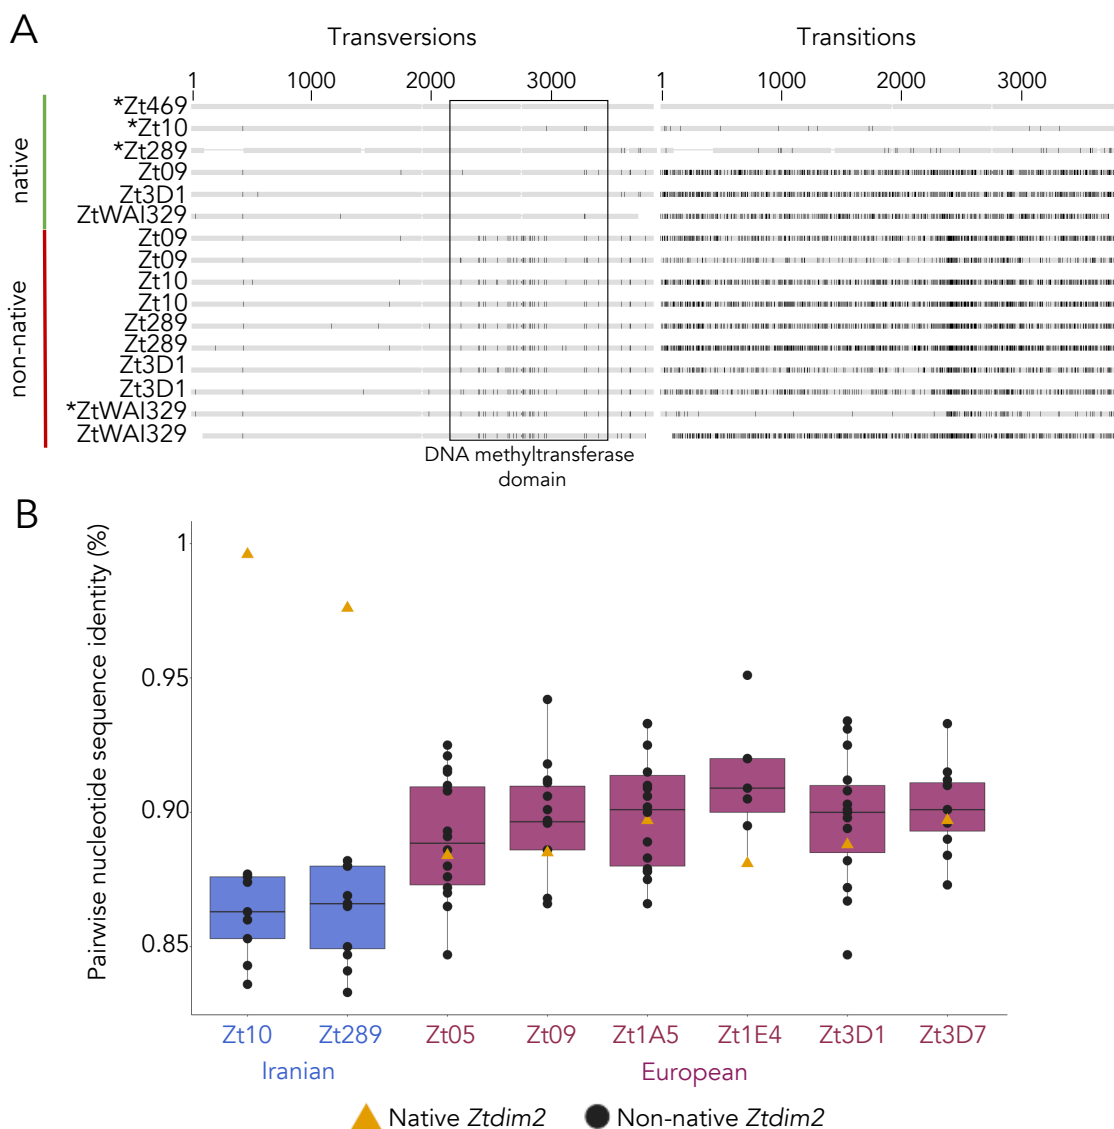 A
Transversions Transitions
1 1000 2000 3000 1 1000 2000 3000
native
*Zt469
*Zt10
*Zt289
Zt09
Zt3D1
ZtWAI329
non-native
Zt09
Zt09
Zt10
Zt10
Zt289
Zt289
Zt3D1
Zt3D1
*ZtWAI329
ZtWAI329
DNA methyltransferase
domain
B
Pairwise nucleotide sequence identity (%)
1
0.95
0.90
0.85
Zt10 Zt289 Zt05 Zt09 Zt1A5 Zt1E4 Zt3D1 Zt3D7
Iranian European
Native Ztdim2 Non-native Ztdim2